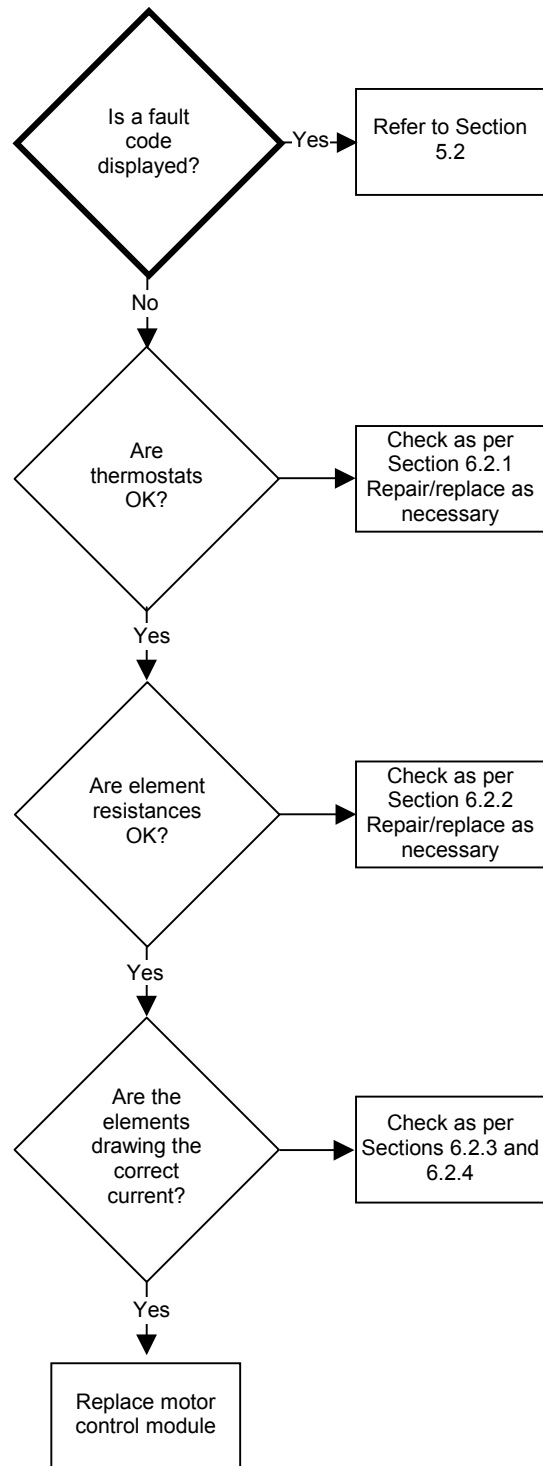 Is a fault
code
displayed?
Yes
Refer to Section
5.2
No
Are
thermostats
OK?
Check as per
Section 6.2.1
Repair/replace as
necessary
Yes
Are element
resistances
OK?
Check as per
Section 6.2.2
Repair/replace as
necessary
Yes
Are the
elements
drawing the
correct
current?
Check as per
Sections 6.2.3 and
6.2.4
Yes
Replace motor
control module